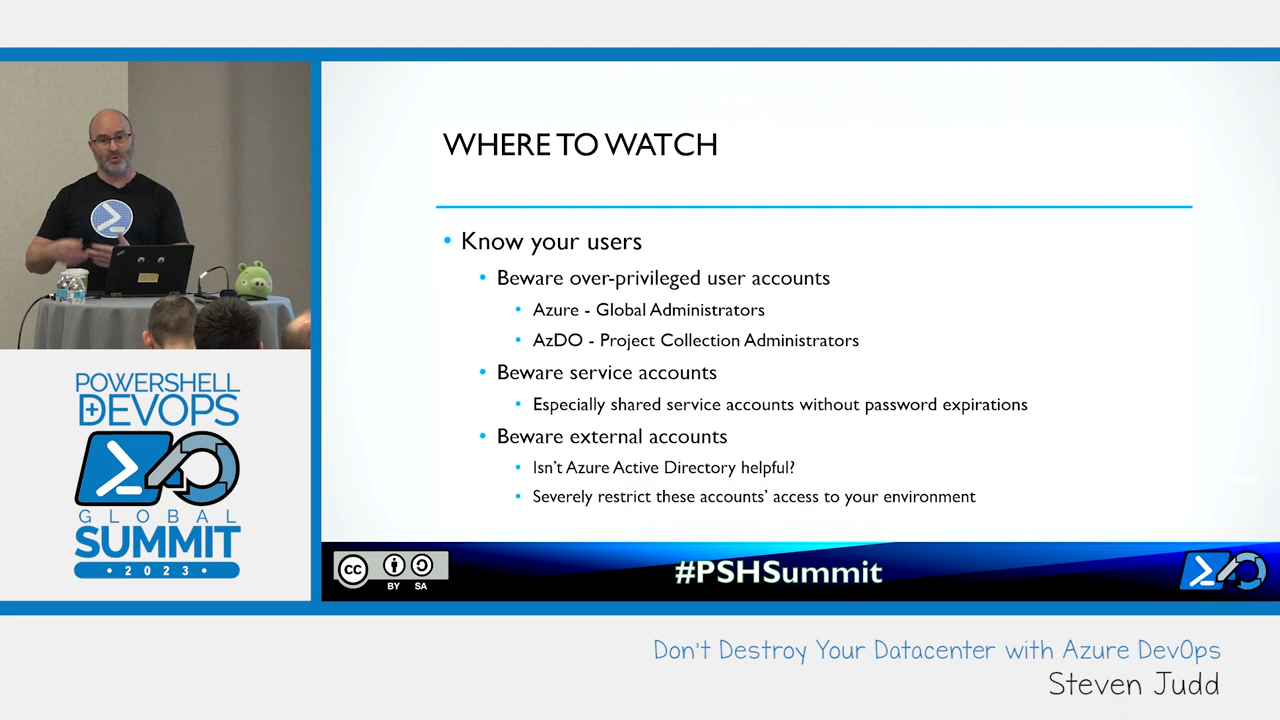 WHERE TO WATCH
Know your users
Beware over-privileged user accounts
Azure - Global Administrators
AzDO - Project Collection Administrators
Beware service accounts
Especially shared service accounts without password expirations
Beware external accounts
Isn't Azure Active Directory helpful?
Severely restrict these accounts' access to your environment
POWERSHELL
+DEVOPS
GLOBAL
SUMMIT
• 2023 •
cc
BY SA
#PSHSummit
Don't Destroy Your Datacenter with Azure DevOps
Steven Judd